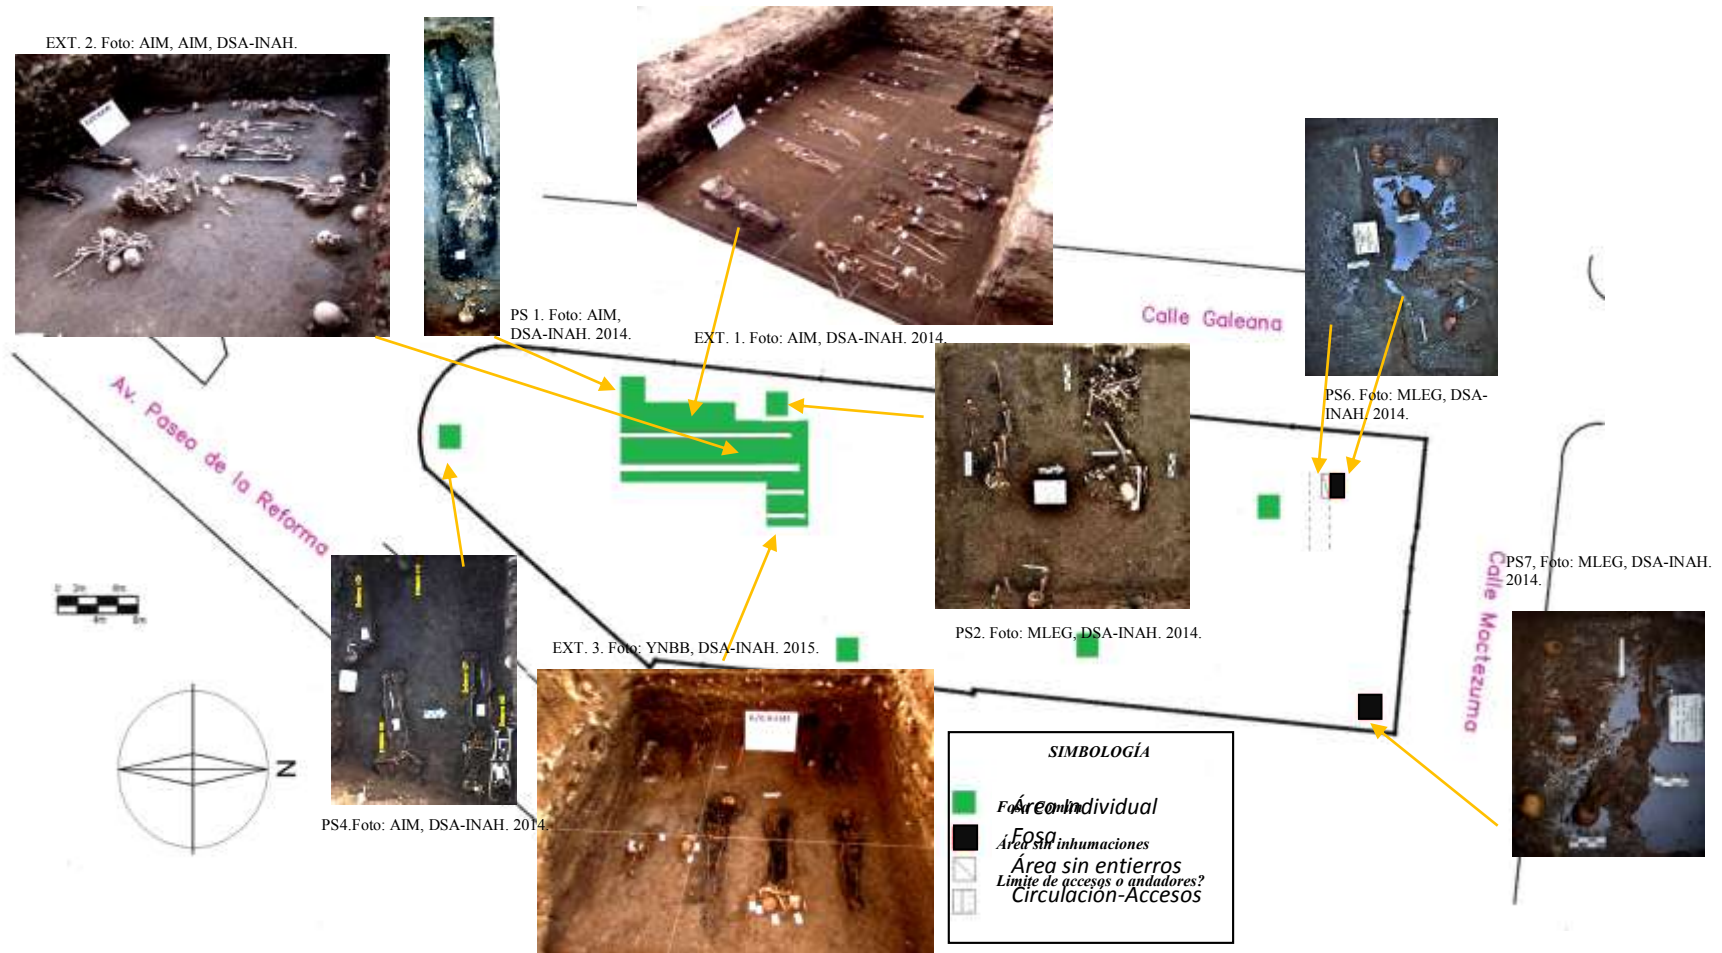 EXT. 2. Foto: AIM, AIM, DSA-INAH.
PS 1. Foto: AIM,
DSA-INAH. 2014.
EXT. 1. Foto: AIM, DSA-INAH. 2014.
Calle Galeana
PS6. Foto: MLEG, DSA-
INAH. 2014.
Av. Paseo de la Reforma
Calle Moctezuma
PS7, Foto: MLEG, DSA-INAH.
2014.
PS2. Foto: MLEG, DSA-INAH. 2014.
EXT. 3. Foto: YNBB, DSA-INAH. 2015.
PS4.Foto: AIM, DSA-INAH. 2014.
N
SIMBOLOGÍA
Fosa Común
Área Individual
Fosa
Área sin inhumaciones
Área sin entierros
Limite de accesos o andadores?
Circulación-Accesos